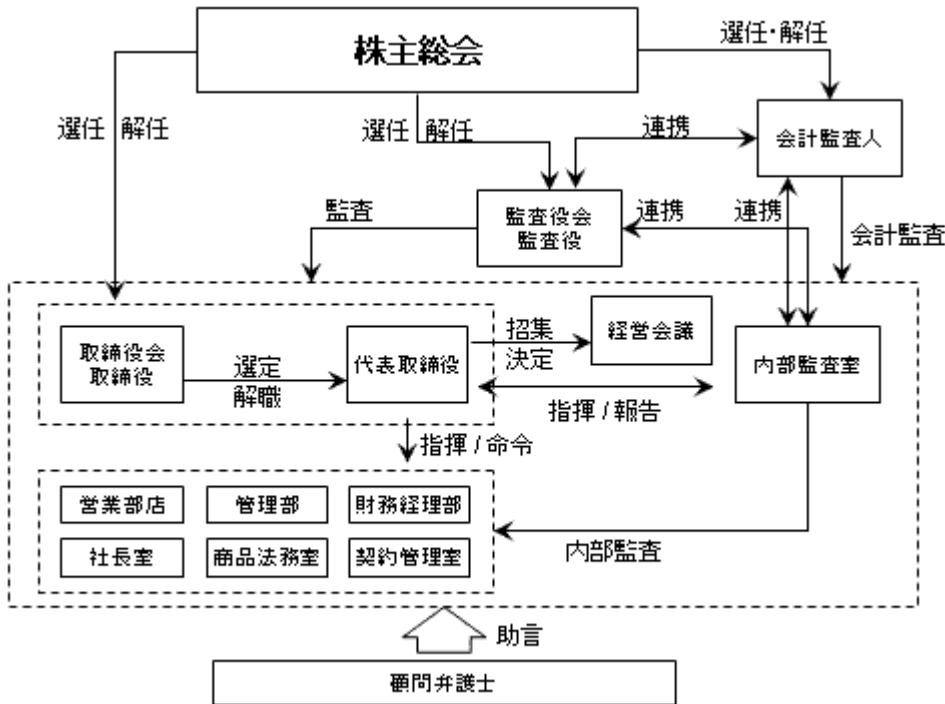 株主総会
選任・解任
選任 解任
選任 解任
連携
会計監査人
監査
監査役会
監査役
連携
連携
会計監査
取締役会
取締役
選定
解職
代表取締役
招集
決定
経営会議
内部監査室
指揮 / 報告
指揮 / 命令
営業部店
管理部
財務経理部
社長室
商品法務室
契約管理室
内部監査
助言
顧問弁護士